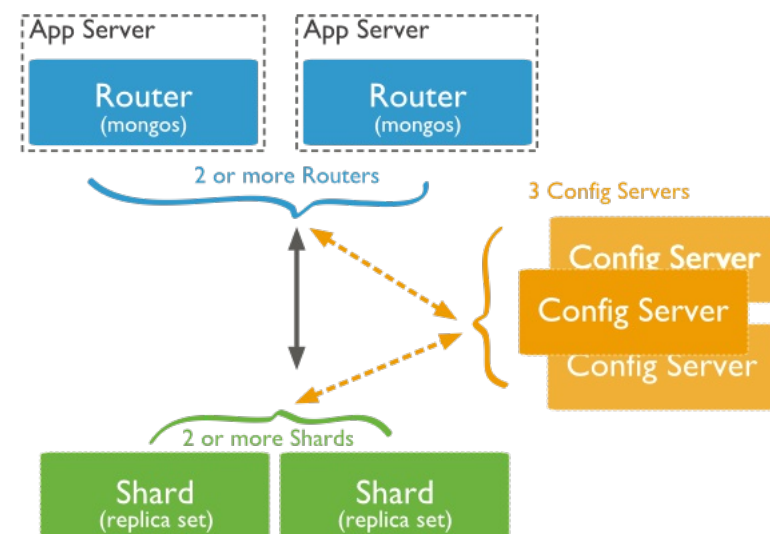 App Server
App Server
Router
(mongos)
Router
(mongos)
2 or more Routers
3 Config Servers
Config Server
Config Server
Config Server
2 or more Shards
Shard
(replica set)
Shard
(replica set)